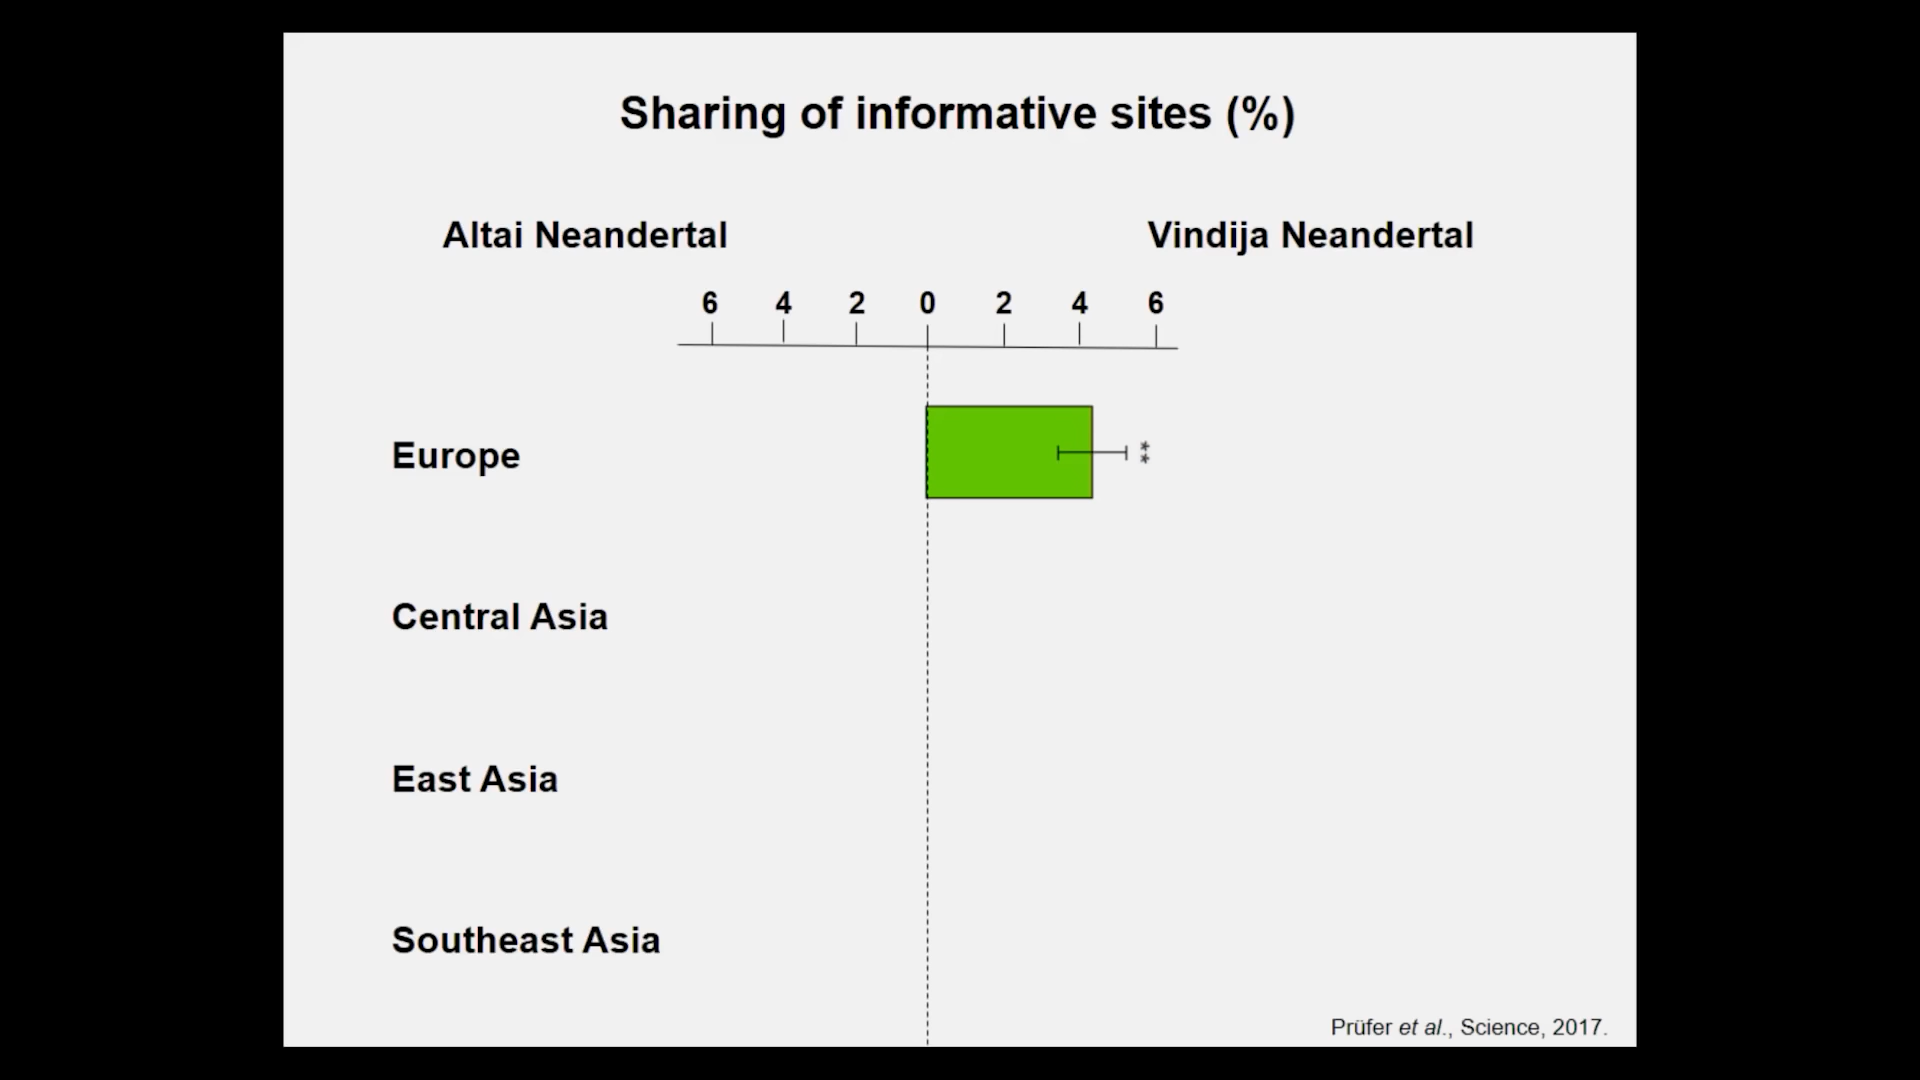 Sharing of informative sites (%)
Altai Neandertal Vindija Neandertal
6 4 2 0 2 4 6
Europe
**
Central Asia
East Asia
Southeast Asia
Prüfer et al., Science, 2017.